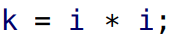 k = i * i;